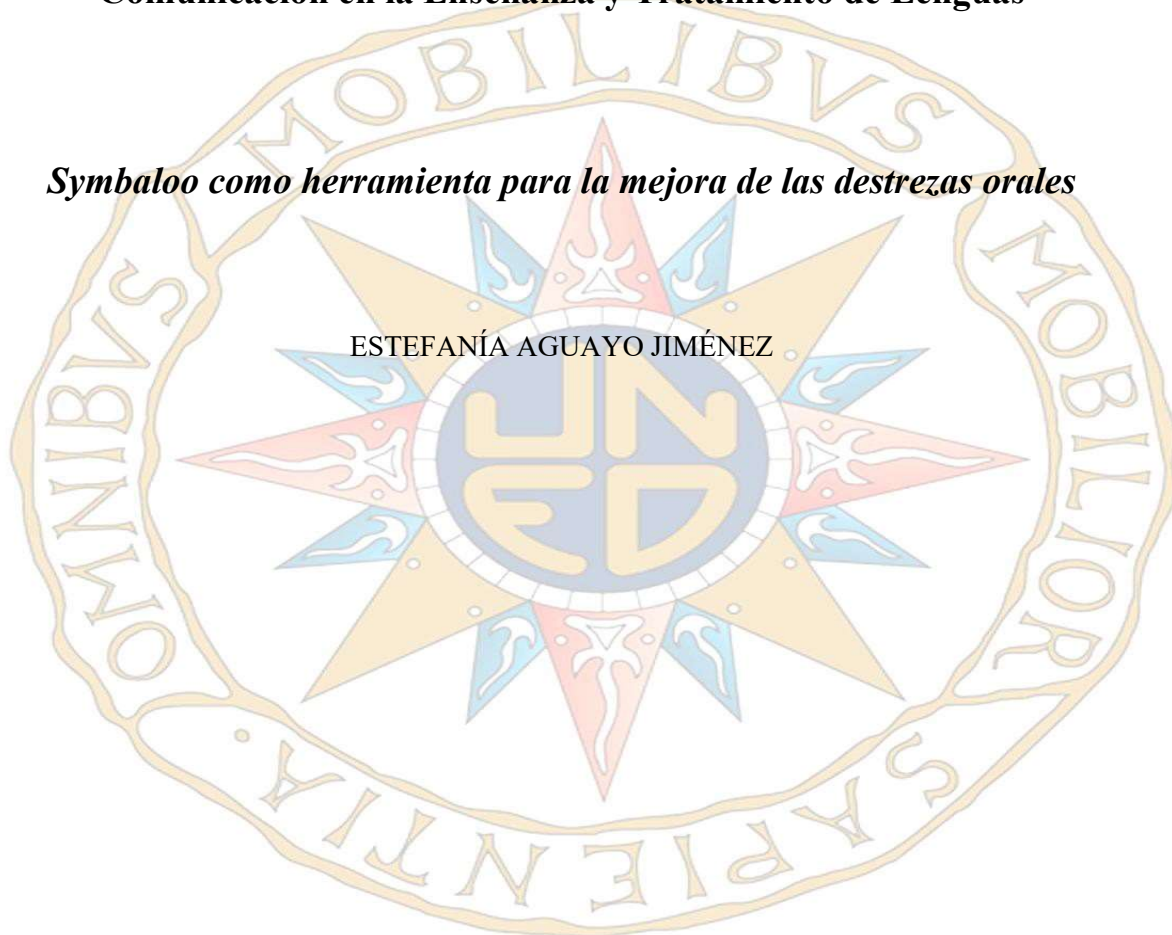 Comunicación en la Enseñanza y Tratamiento de Lenguas
Symbaloo como herramienta para la mejora de las destrezas orales
ESTEFANÍA AGUAYO JIMÉNEZ
OMNIBVS MOBILIBVS MOBILIOR SAPIENTIA.
UNED